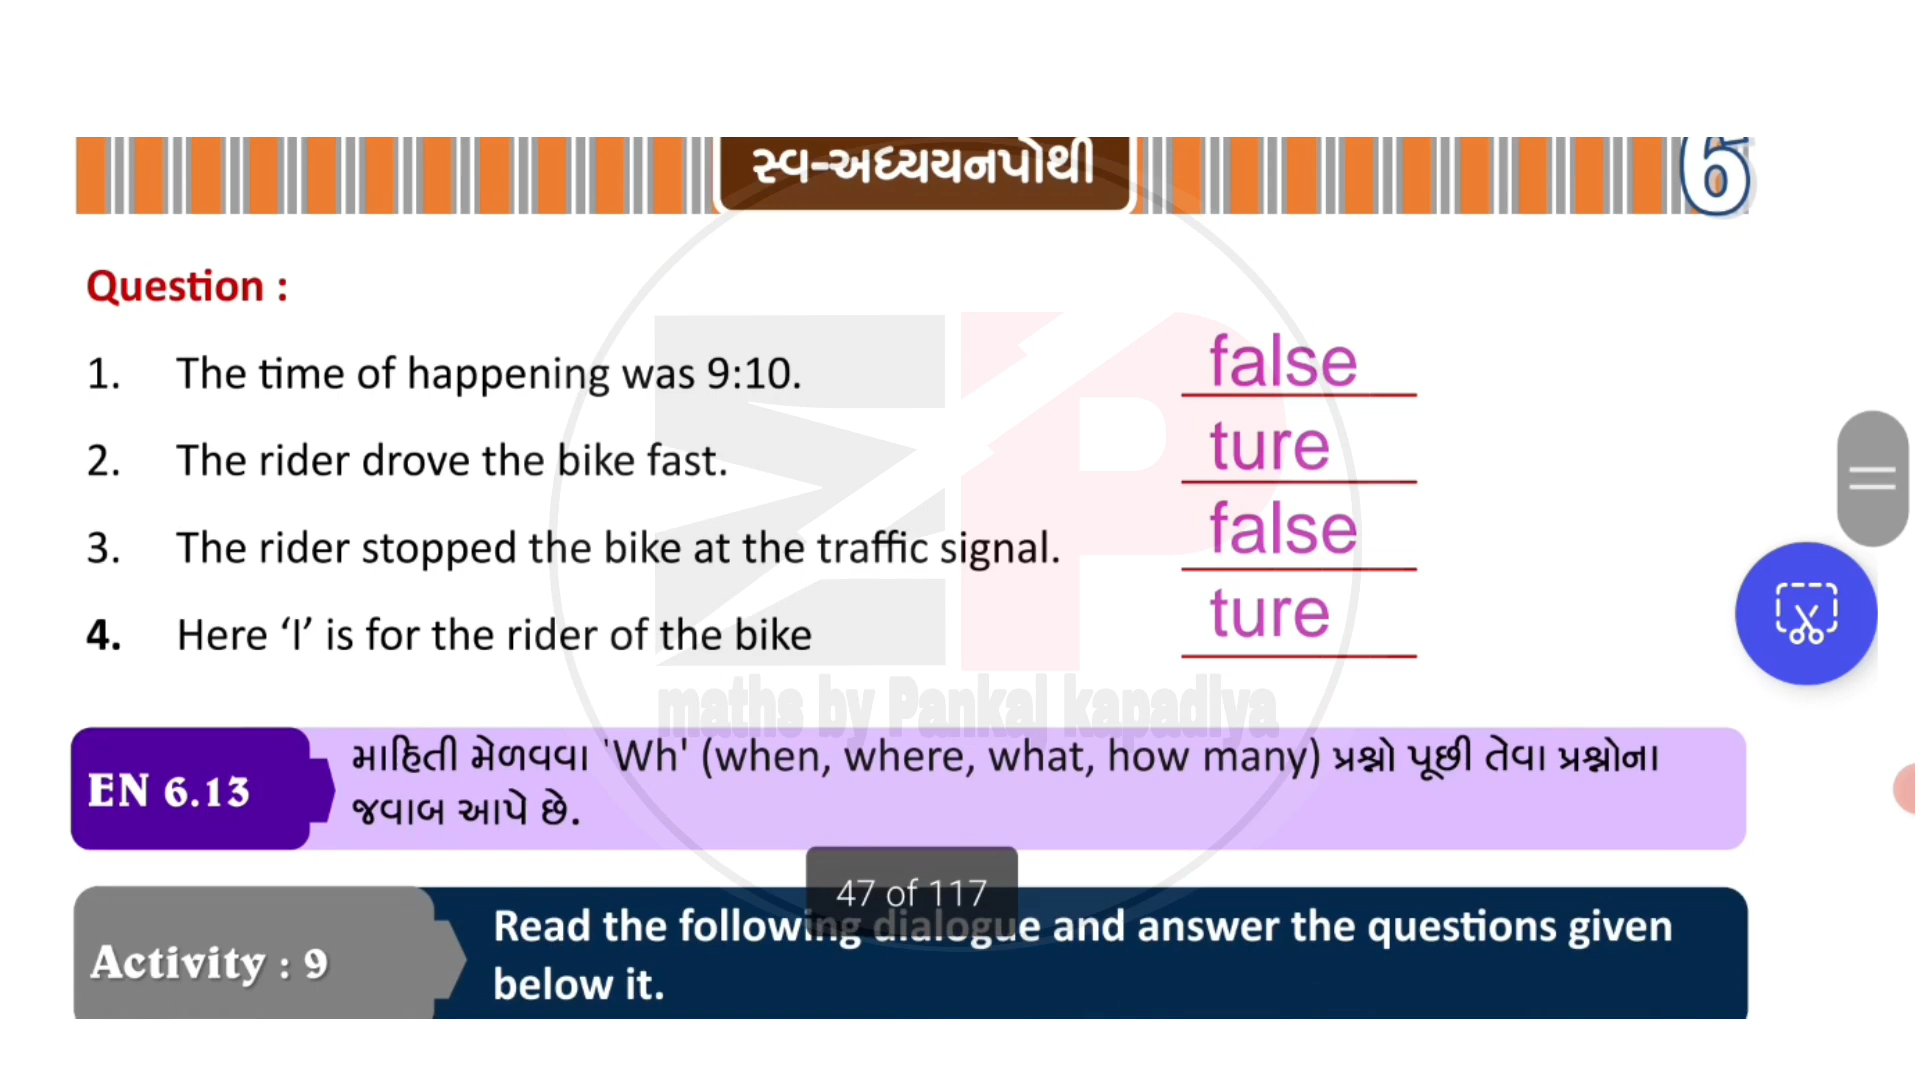 સ્વ-અધ્યયનપોથી
6
Question :
1. The time of happening was 9:10. false
2. The rider drove the bike fast. ture
3. The rider stopped the bike at the traffic signal. false
4. Here ‘I’ is for the rider of the bike ture
maths by Pankaj kapadiya
EN 6.13
માહિતી મેળવવા 'Wh' (when, where, what, how many) પ્રશ્નો પૂછી તેવા પ્રશ્નોના
જવાબ આપે છે.
47 of 117
Activity : 9
Read the following dialogue and answer the questions given
below it.